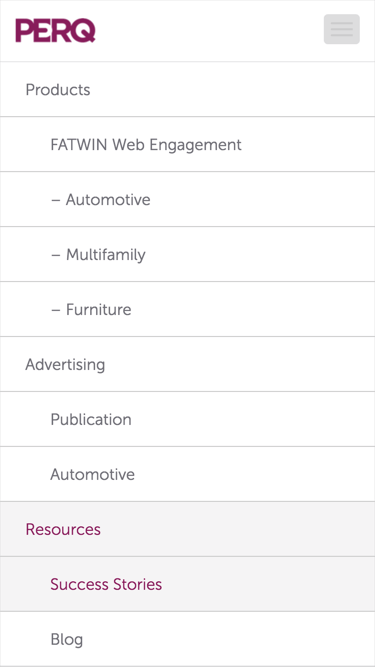 PERQ
Products
FATWIN Web Engagement
– Automotive
– Multifamily
– Furniture
Advertising
Publication
Automotive
Resources
Success Stories
Blog